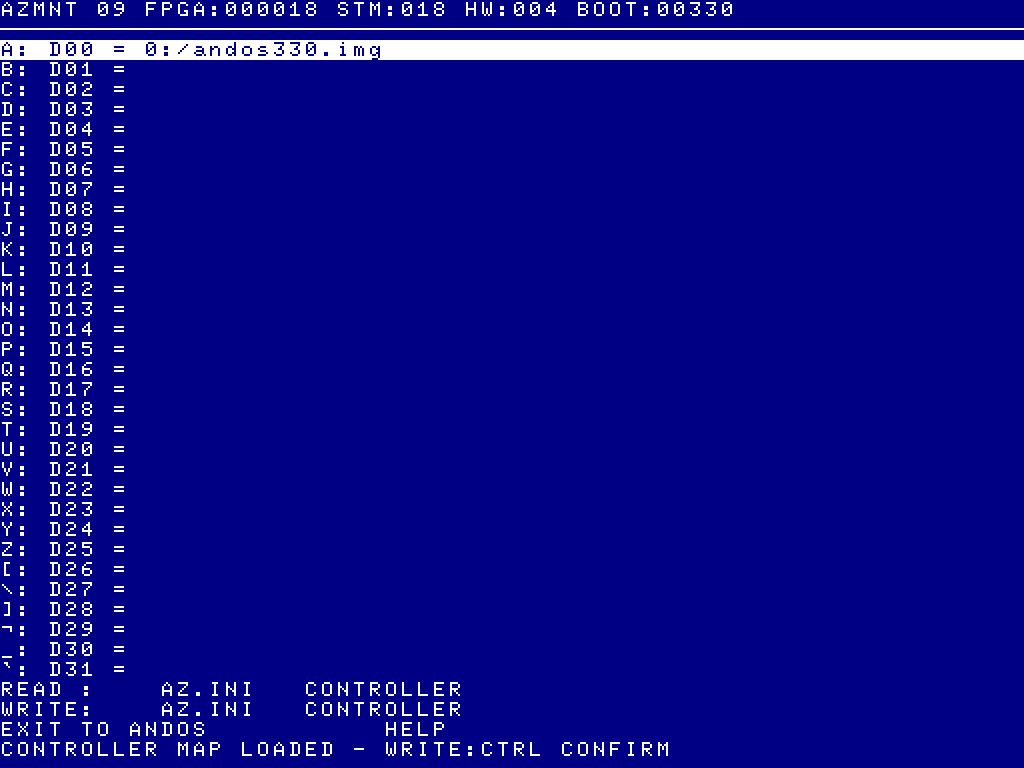 AZMNT 09 FPGA:000018 STM:018 HW:004 BOOT:00330
A: D00 = 0:/andos330.img
B: D01 =
C: D02 =
D: D03 =
E: D04 =
F: D05 =
G: D06 =
H: D07 =
I: D08 =
J: D09 =
K: D10 =
L: D11 =
M: D12 =
N: D13 =
O: D14 =
P: D15 =
Q: D16 =
R: D17 =
S: D18 =
T: D19 =
U: D20 =
V: D21 =
W: D22 =
X: D23 =
Y: D24 =
Z: D25 =
[: D26 =
\: D27 =
]: D28 =
¬: D29 =
_: D30 =
`: D31 =
READ :    AZ.INI   CONTROLLER
WRITE:    AZ.INI   CONTROLLER
EXIT TO ANDOS           HELP
CONTROLLER MAP LOADED - WRITE:CTRL CONFIRM